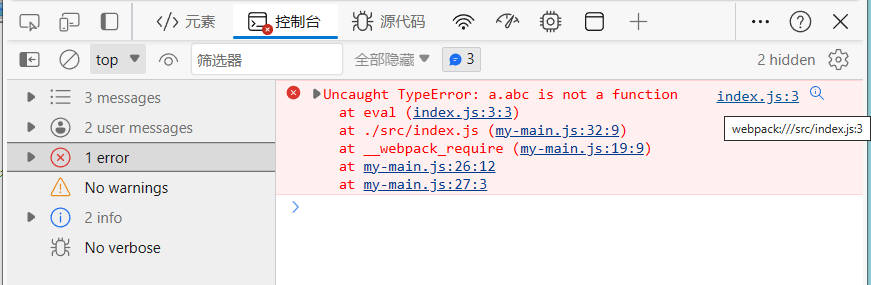 元素 控制台 源代码
top 筛选器 全部隐藏 3 2 hidden
3 messages
2 user messages
1 error
No warnings
2 info
No verbose
Uncaught TypeError: a.abc is not a function index.js:3
at eval (index.js:3:3)
at ./src/index.js (my-main.js:32:9)
at __webpack_require (my-main.js:19:9)
at my-main.js:26:12
at my-main.js:27:3
webpack:///src/index.js:3